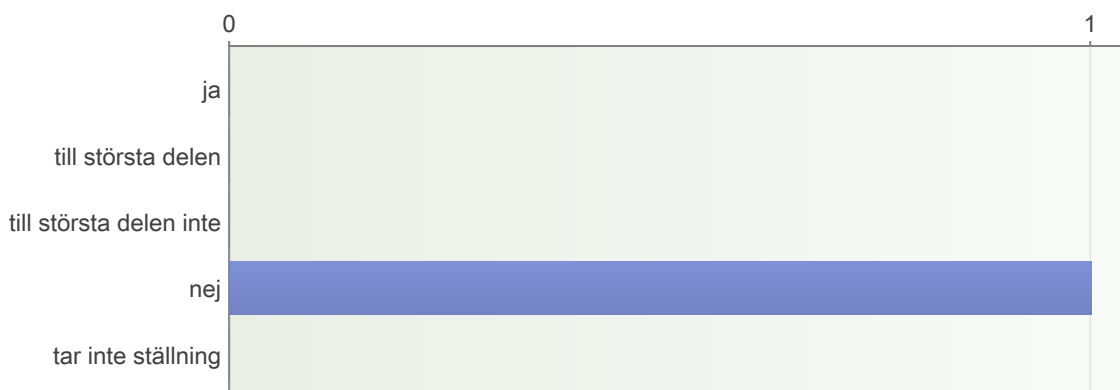 0 1
ja
till största delen
till största delen inte
nej
tar inte ställning